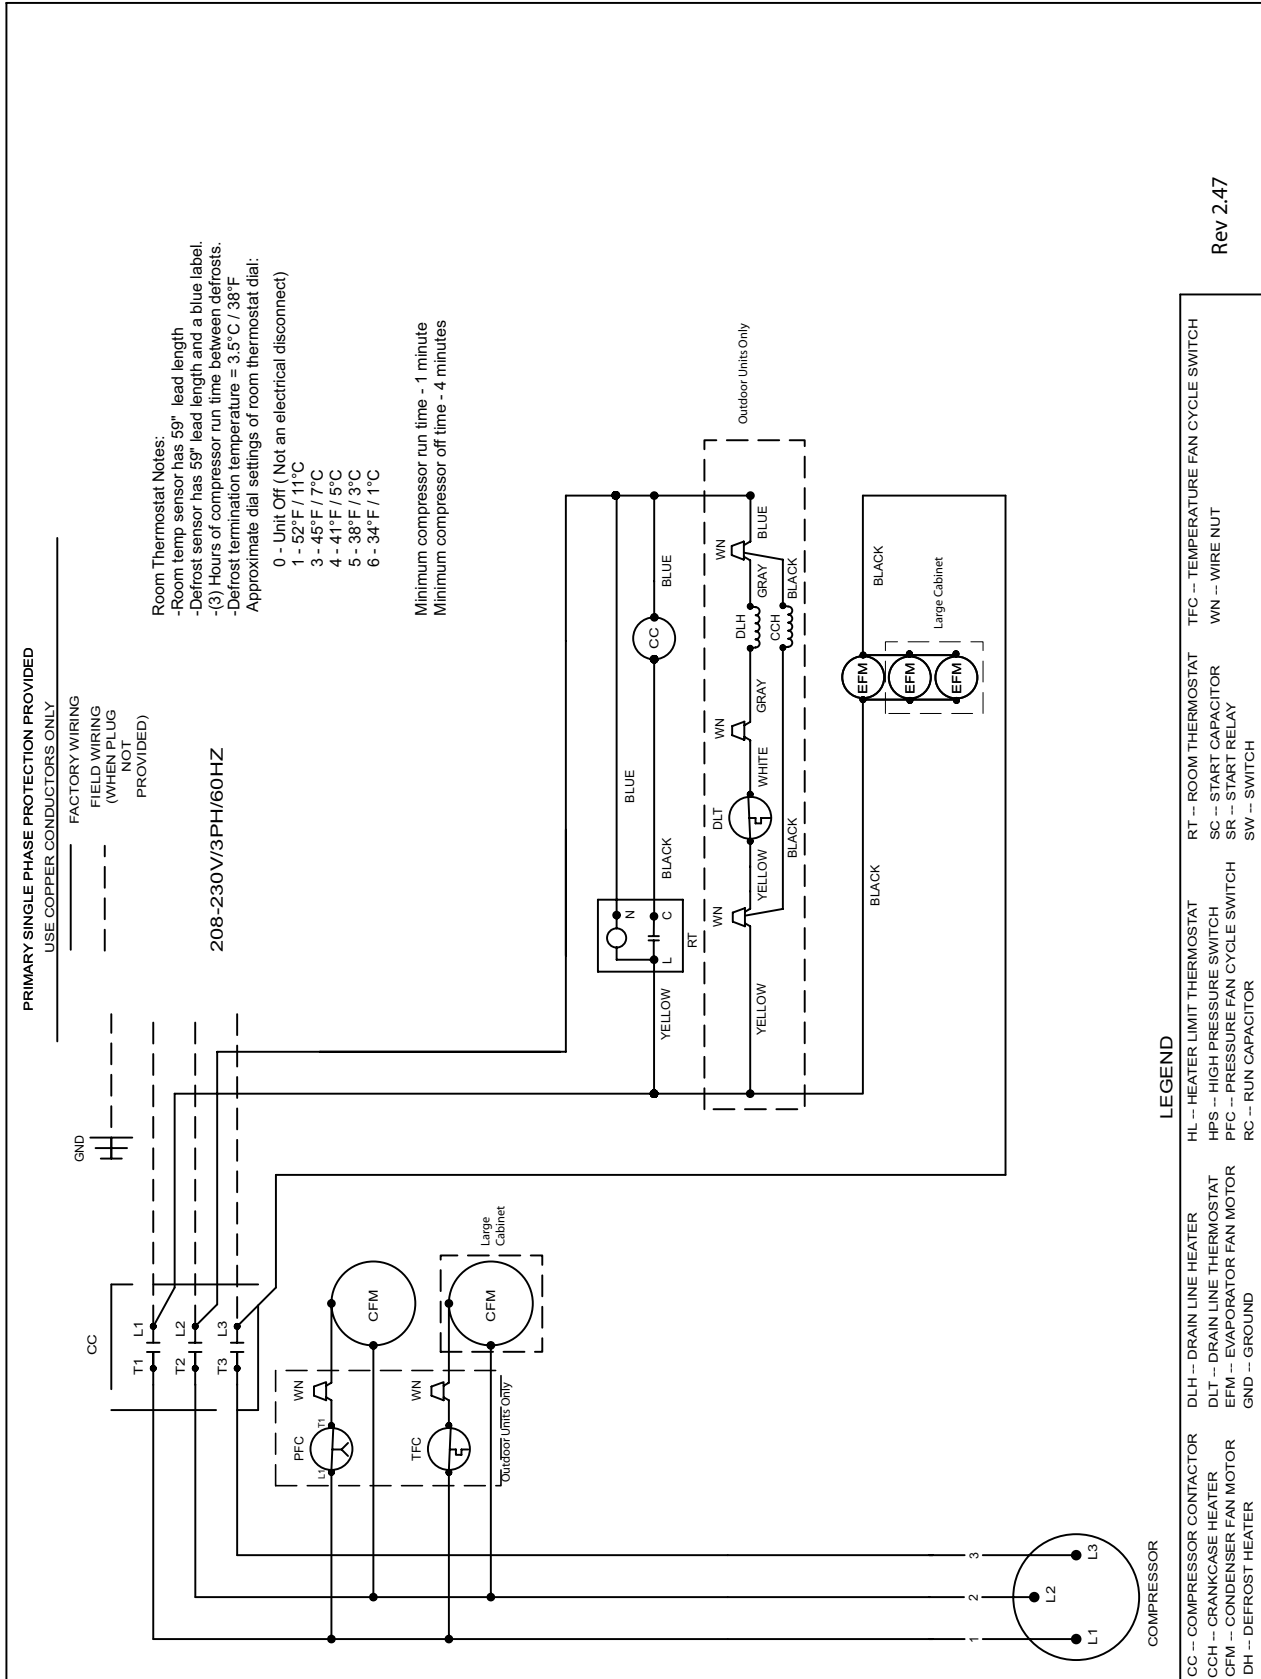 PRIMARY SINGLE PHASE PROTECTION PROVIDED
USE COPPER CONDUCTORS ONLY
FACTORY WIRING
FIELD WIRING
(WHEN PLUG
NOT
PROVIDED)
208-230V/3PH/60HZ
Room Thermostat Notes:
-Room temp sensor has 59" lead length
-Defrost sensor has 59" lead length and a blue label.
-(3) Hours of compressor run time between defrosts.
-Defrost termination temperature = 3.5°C / 38°F
Approximate dial settings of room thermostat dial:
0 - Unit Off ( Not an electrical disconnect)
1 - 52°F / 11°C
3 - 45°F / 7°C
4 - 41°F / 5°C
5 - 38°F / 3°C
6 - 34°F / 1°C
Minimum compressor run time - 1 minute
Minimum compressor off time - 4 minutes
GND
CC
T1 L1
T2 L2
T3 L3
PFC
L1
T1
WN
CFM
TFC
WN
CFM
Large
Cabinet
Outdoor Units Only
BLUE
N
L
C
RT
YELLOW
BLACK
CC
BLUE
Outdoor Units Only
YELLOW
WN
YELLOW
DLT
WHITE
WN
GRAY
DLH
GRAY
WN
BLUE
BLACK
CCH
BLACK
BLACK
EFM
BLACK
EFM
EFM
Large Cabinet
1
2
3
L1
L2
L3
COMPRESSOR
LEGEND
CC -- COMPRESSOR CONTACTOR
CCH -- CRANKCASE HEATER
CFM -- CONDENSER FAN MOTOR
DH -- DEFROST HEATER
DLH -- DRAIN LINE HEATER
DLT -- DRAIN LINE THERMOSTAT
EFM -- EVAPORATOR FAN MOTOR
GND -- GROUND
HL -- HEATER LIMIT THERMOSTAT
HPS -- HIGH PRESSURE SWITCH
PFC -- PRESSURE FAN CYCLE SWITCH
RC -- RUN CAPACITOR
RT -- ROOM THERMOSTAT
SC -- START CAPACITOR
SR -- START RELAY
SW -- SWITCH
TFC -- TEMPERATURE FAN CYCLE SWITCH
WN -- WIRE NUT
Rev 2.47